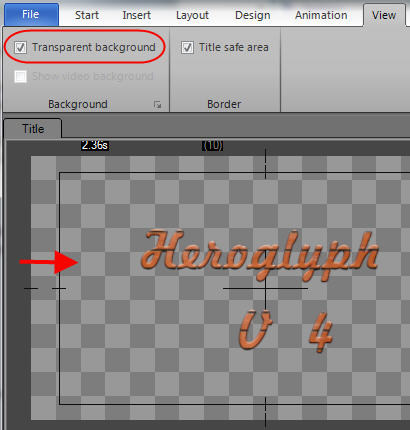 File Start Insert Layout Design Animation View
Transparent background Title safe area
Show video background
Background Border
Title
2.36s (10)
Heroglyph
V 4